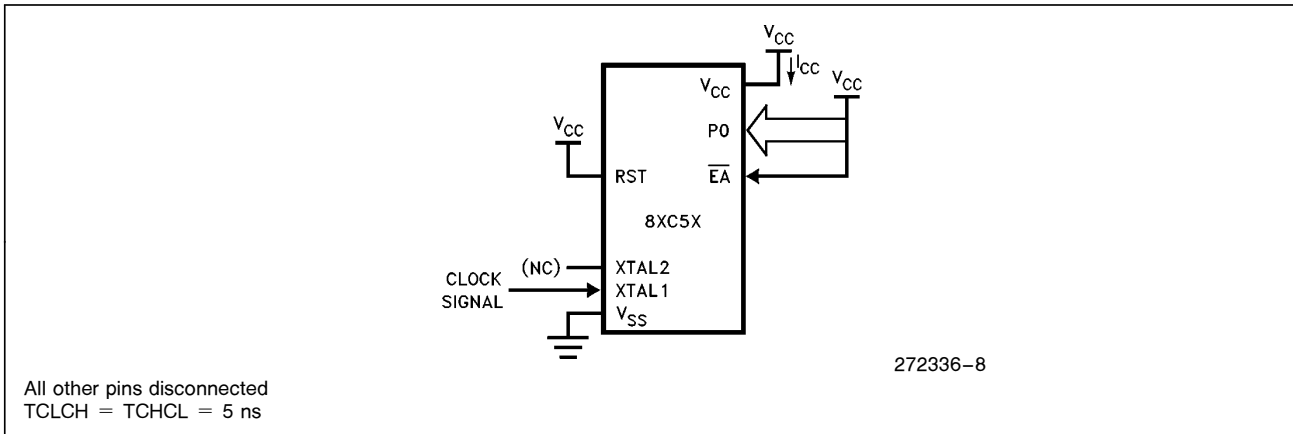 VCC
ICC
VCC
VCC
VCC
P0
RST
EA
8XC5X
(NC)
XTAL2
CLOCK
SIGNAL
XTAL1
VSS
272336–8
All other pins disconnected
TCLCH = TCHCL = 5 ns